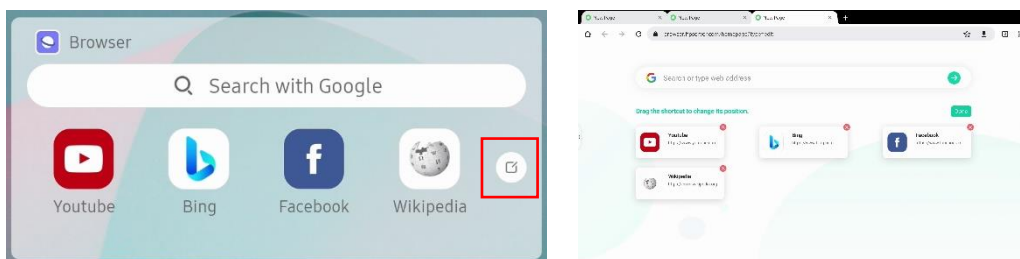 Browser
Search with Google
Youtube Bing Facebook Wikipedia
Search or type web address
Drag the shortcut to change its position.
Done
Youtube
Bing
Facebook
Wikipedia